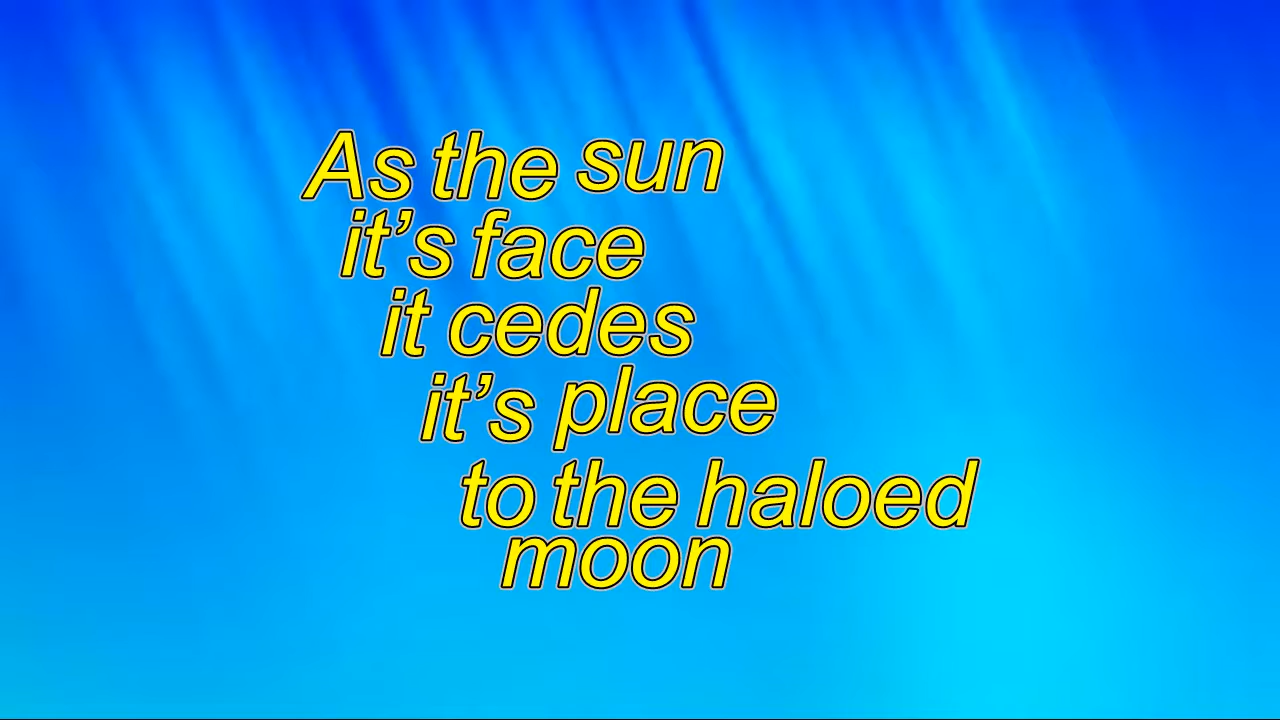 As the sun
it’s face
it cedes
it’s place
to the haloed
moon